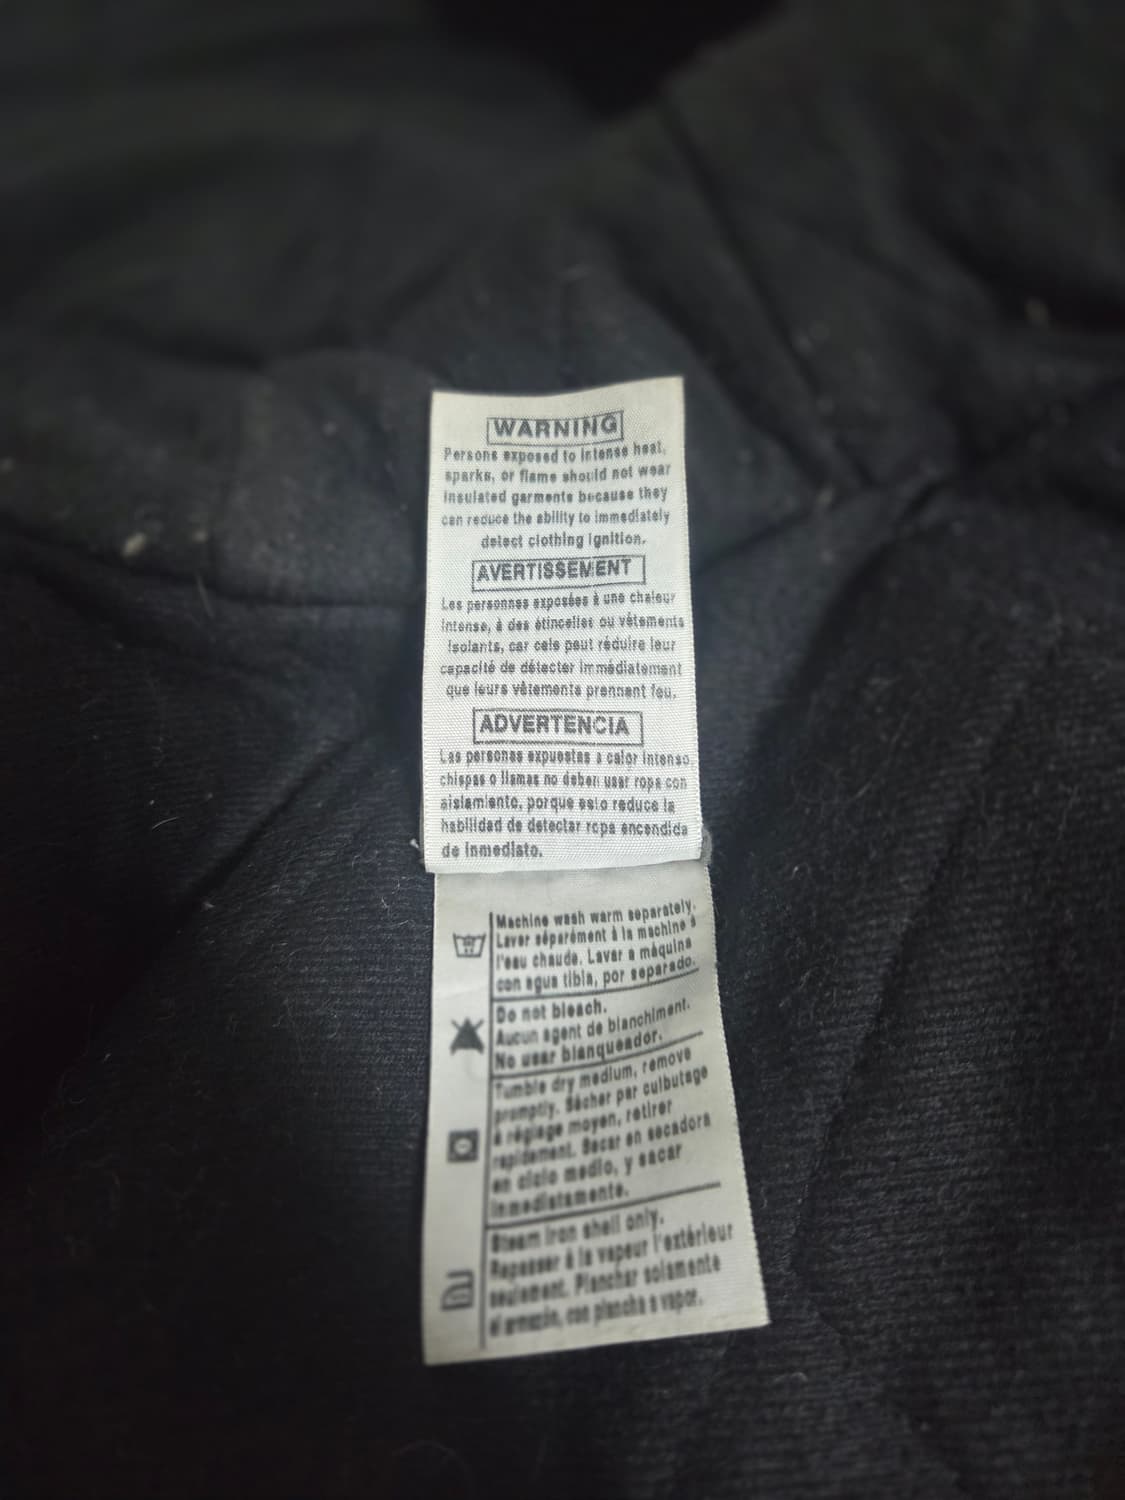 WARNING
Persons exposed to intense heat,
sparks, or flame should not wear
insulated garments because they
can reduce the ability to immediately
detect clothing ignition.
AVERTISSEMENT
Les personnes exposées à une chaleur
intense, à des étincelles ou vêtements
isolants, car cele peut réduire leur
capacité de détecter immédiatement
que leurs vêtements prennent feu.
ADVERTENCIA
Las personas expuestas a calor intenso,
chispas o llamas no deben usar ropa con
aislamiento, porque esto reduce la
habilidad de detectar ropa encendida
de inmediato.
Machine wash warm separately.
Laver séparément à la machine à
l'eau chaude. Lavar a máquina
con agua tibia, por separado.
Do not bleach.
Aucun agent de blanchiment.
No usar blanqueador.
Tumble dry medium, remove
promptly. Sécher par culbutage
à réglage moyen, retirer
rapidement. Secar en secadora
en ciclo medio, y sacar
inmediatamente.
Steam iron shell only.
Repasser à la vapeur l'extérieur
seulement. Planchar solamente
el armazón, con plancha a vapor.